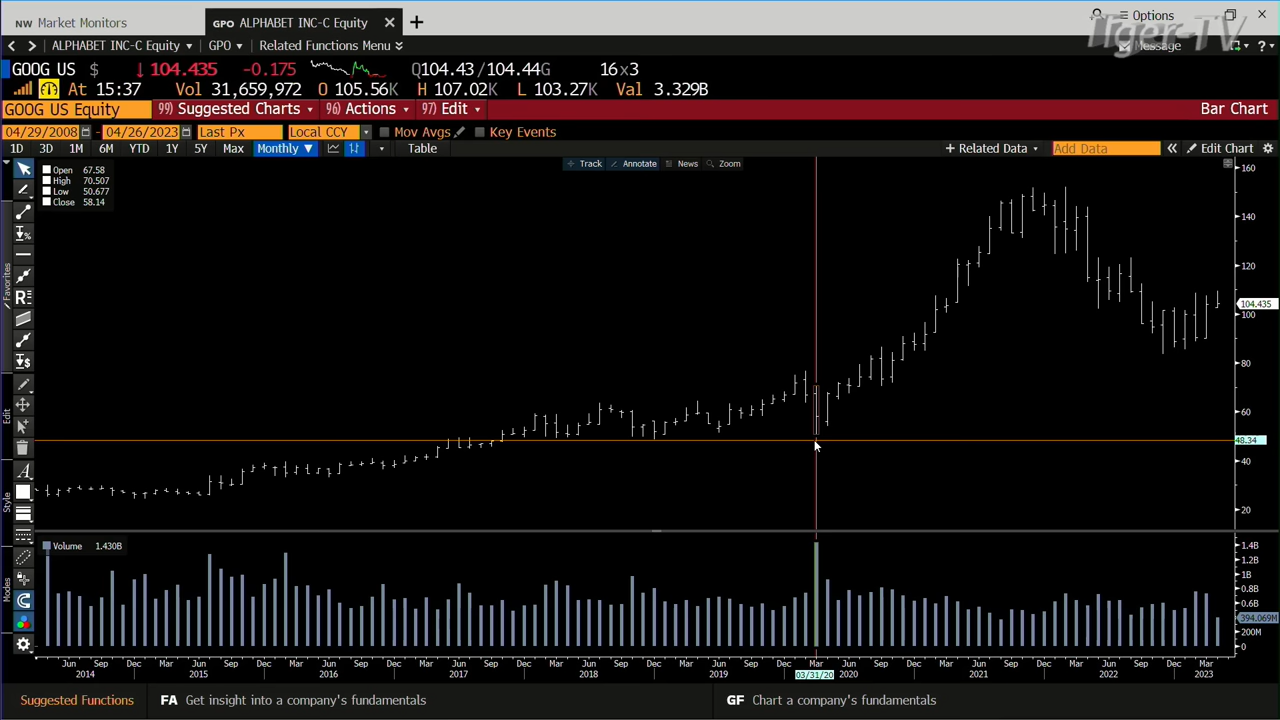 NW Market Monitors
GPO ALPHABET INC-C Equity
Options
ALPHABET INC-C Equity GPO Related Functions Menu Message
Tiger-TV
GOOG US $ ↓ 104.435 -0.175 Q104.43/104.44G 16x3
At 15:37 Vol 31,659,972 O 105.56K H 107.02K L 103.27K Val 3.329B
GOOG US Equity 99) Suggested Charts 96) Actions 97) Edit Bar Chart
04/29/2008 - 04/26/2023 Last Px Local CCY Mov Avgs Key Events
1D 3D 1M 6M YTD 1Y 5Y Max Monthly ▼ Table + Related Data Add Data « Edit Chart
Track Annotate News Zoom
Open 67.58
High 70.507
Low 50.677
Close 58.14
160
140
120
104.435
100
80
60
48.34
40
20
Favorites
Edit
Style
Modes
Volume 1.430B
1.4B
1.2B
1B
0.8B
0.6B
394.069M
200M
0
Jun Sep Dec Mar Jun Sep Dec Mar Jun Sep Dec Mar Jun Sep Dec Mar Jun Sep Dec Mar Jun Sep Dec Mar Jun Sep Dec Mar Jun Sep Dec Mar Jun Sep Dec Mar
2014 2015 2016 2017 2018 2019 03/31/20 2020 2021 2022 2023
Suggested Functions FA Get insight into a company's fundamentals GF Chart a company's fundamentals